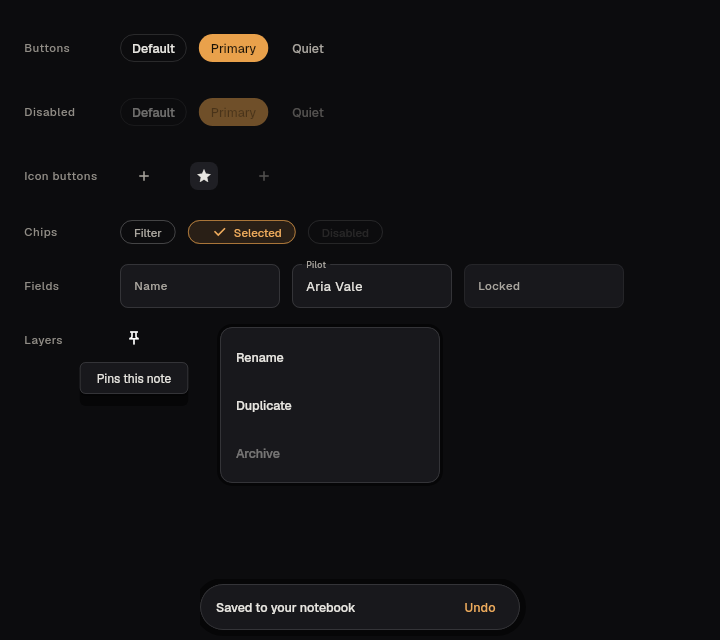 Buttons Default Primary Quiet
Disabled Default Primary Quiet
Icon buttons
Chips Filter Selected Disabled
Pilot
Fields Name Aria Vale Locked
Layers
Pins this note
Rename
Duplicate
Archive
Saved to your notebook Undo